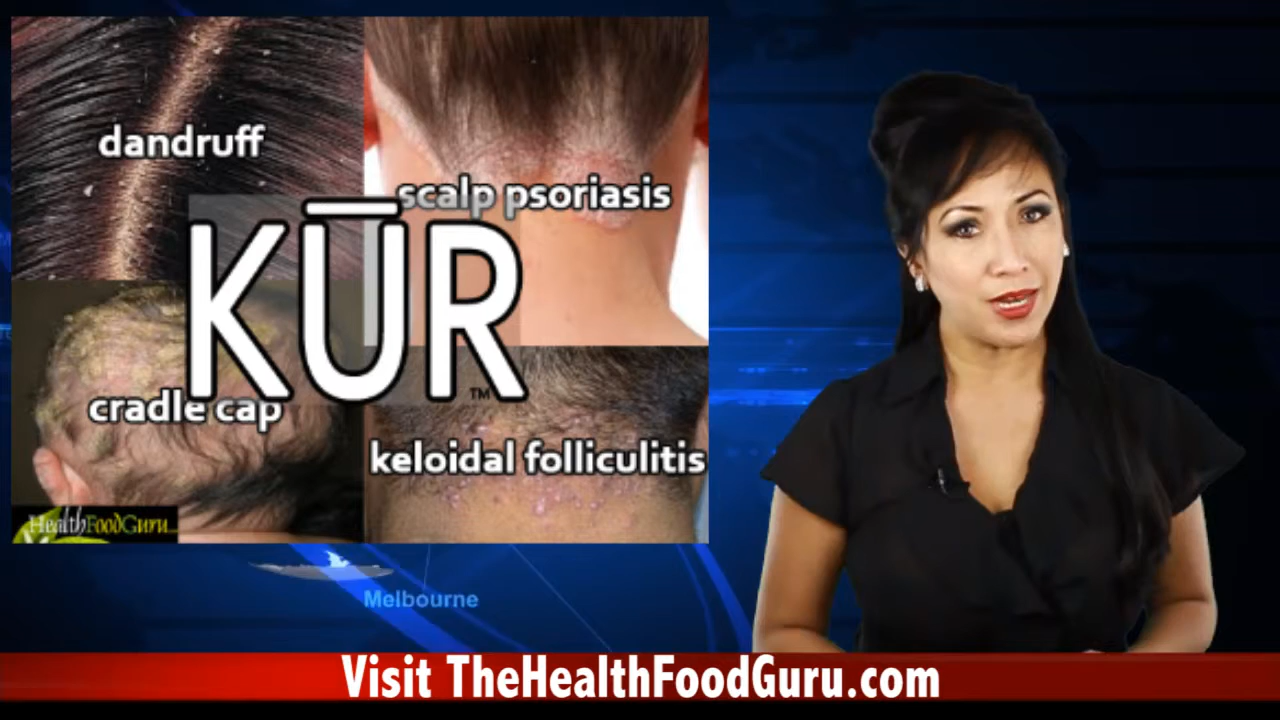 dandruff
scalp psoriasis
KŪR
TM
cradle cap
keloidal folliculitis
HealthFoodGuru
Melbourne
Visit TheHealthFoodGuru.com